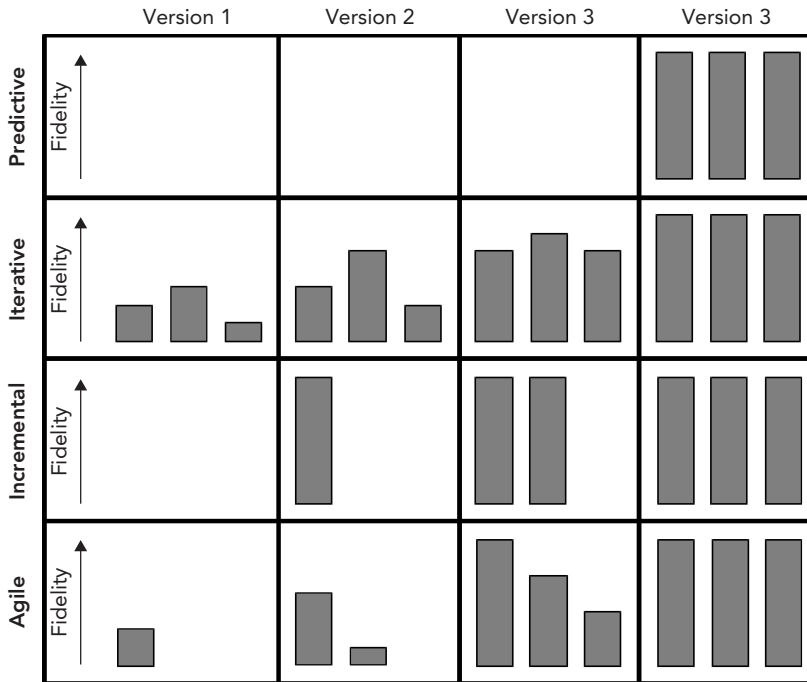 Version 1
Version 2
Version 3
Version 3
Predictive
Fidelity
Iterative
Fidelity
Incremental
Fidelity
Agile
Fidelity